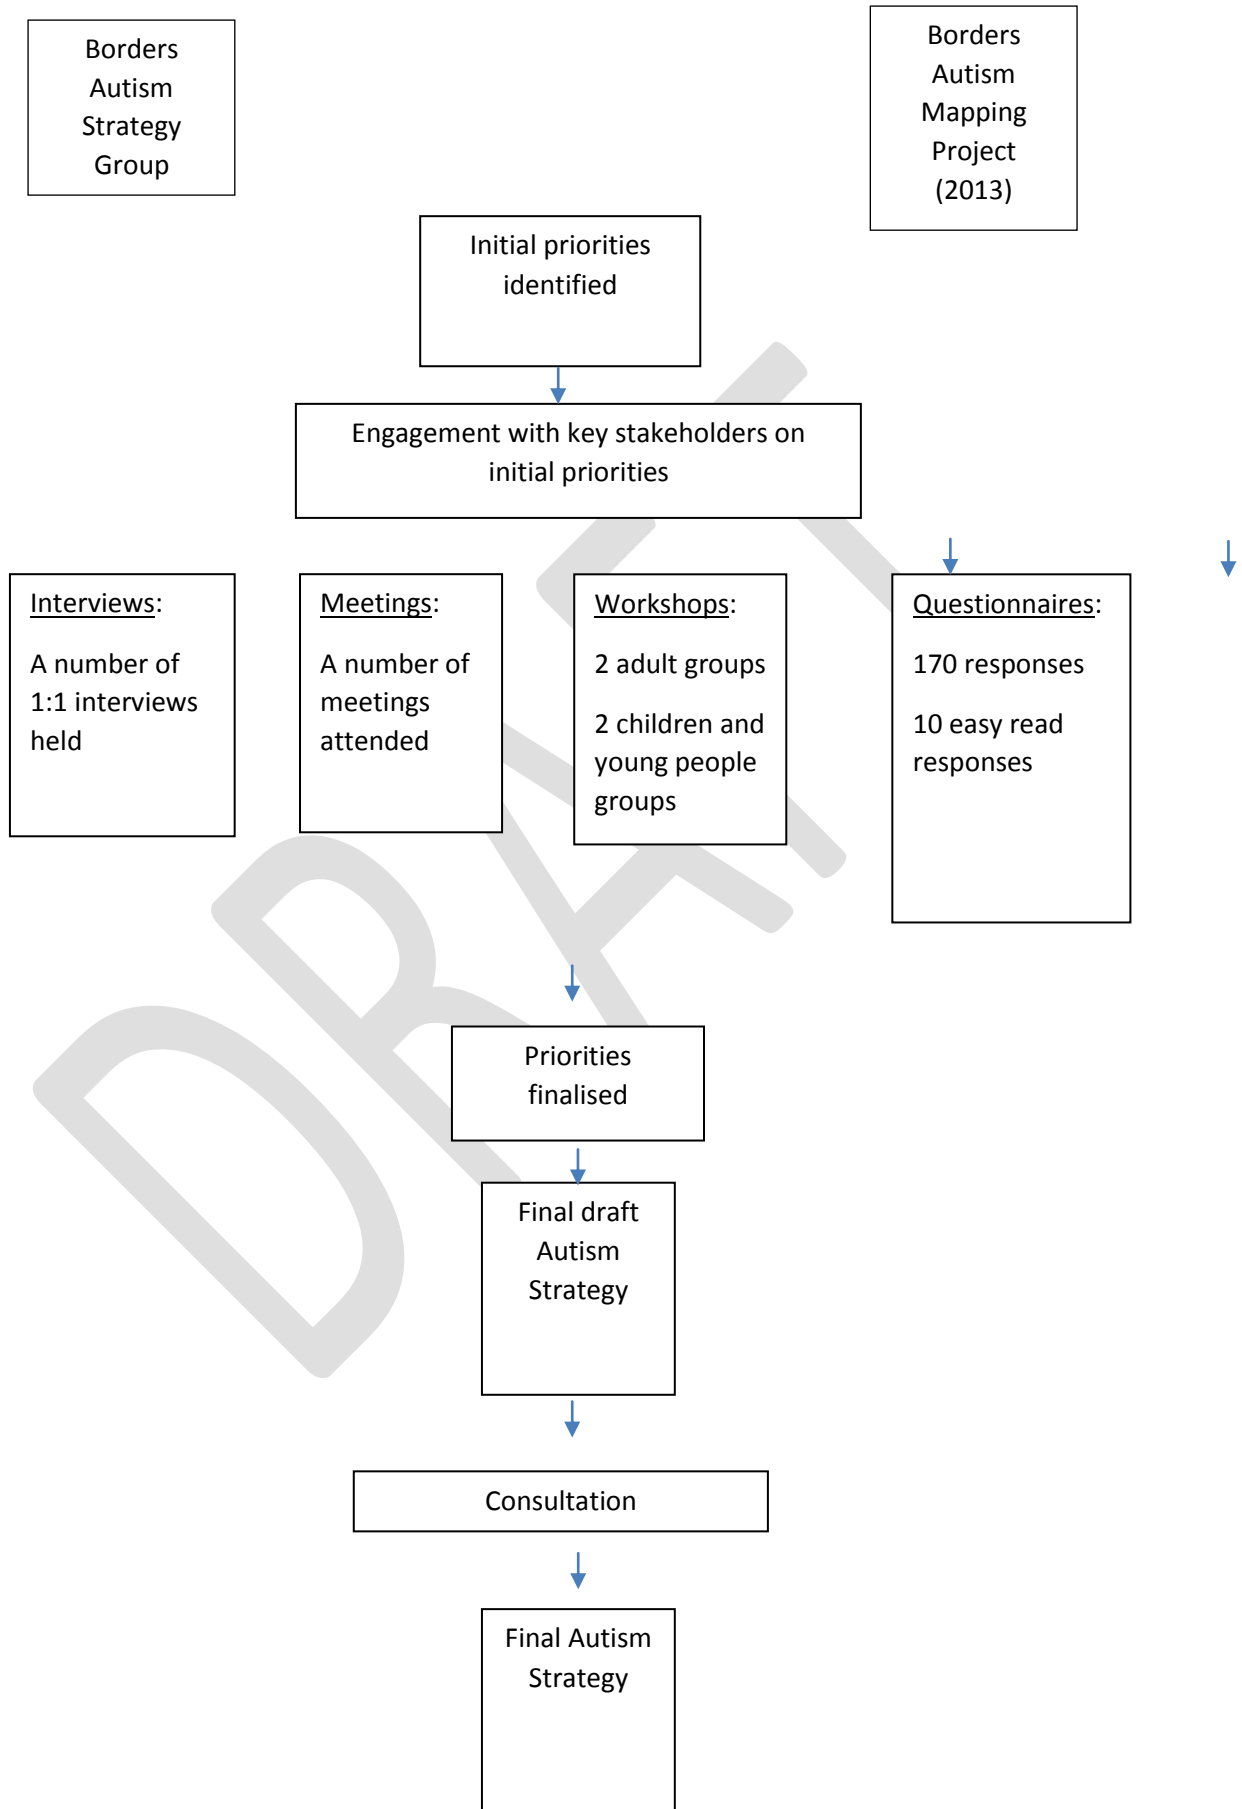 Borders
Autism
Strategy
Group
Borders
Autism
Mapping
Project
(2013)
Initial priorities
identified
Engagement with key stakeholders on
initial priorities
Interviews:
A number of
1:1 interviews
held
Meetings:
A number of
meetings
attended
Workshops:
2 adult groups
2 children and
young people
groups
Questionnaires:
170 responses
10 easy read
responses
Priorities
finalised
Final draft
Autism
Strategy
Consultation
Final Autism
Strategy
DRAFT